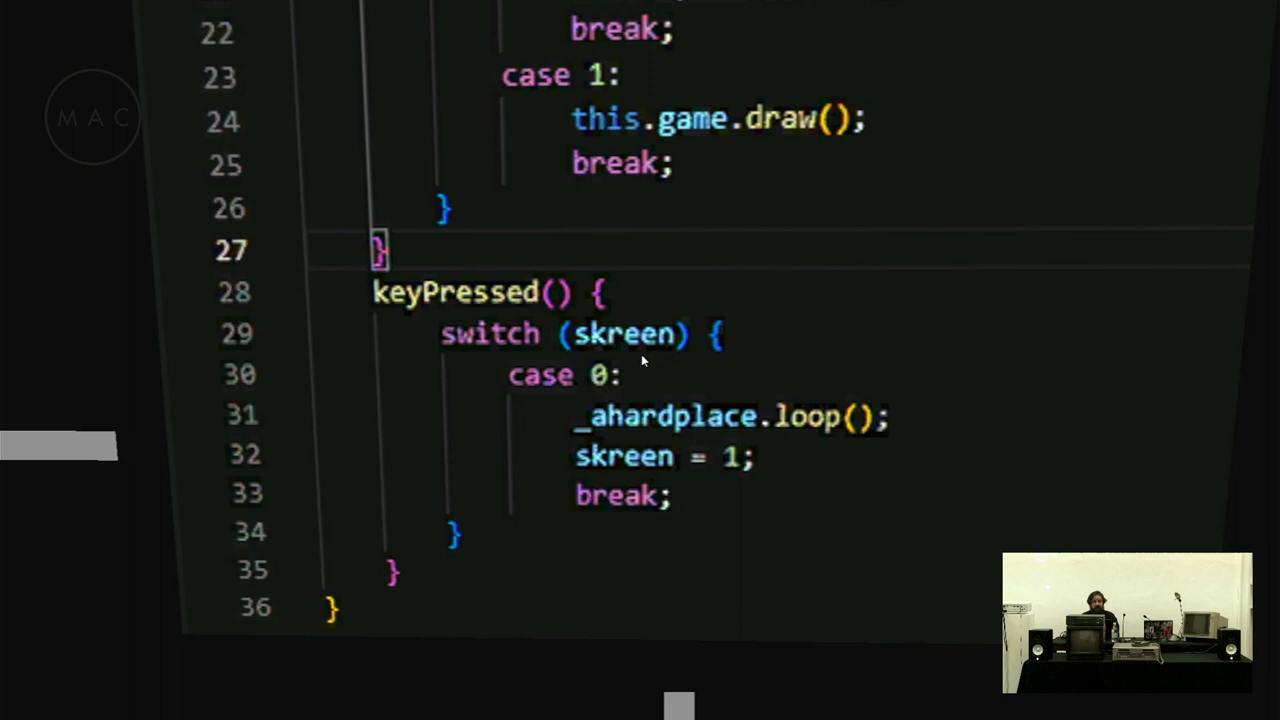 MAC
22 break;
23 case 1:
24 this.game.draw();
25 break;
26 }
27 }
28 keyPressed() {
29 switch (skreen) {
30 case 0:
31 _ahardplace.loop();
32 skreen = 1;
33 break;
34 }
35 }
36 }